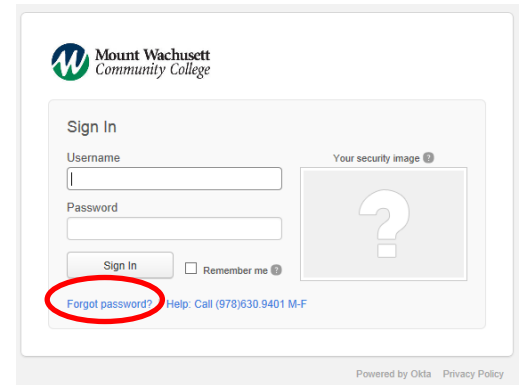 Mount Wachusett
Community College
Sign In
Username
Your security image ?
Password
?
Sign In
Remember me ?
Forgot password?
Help: Call (978)630.9401 M-F
Powered by Okta
Privacy Policy